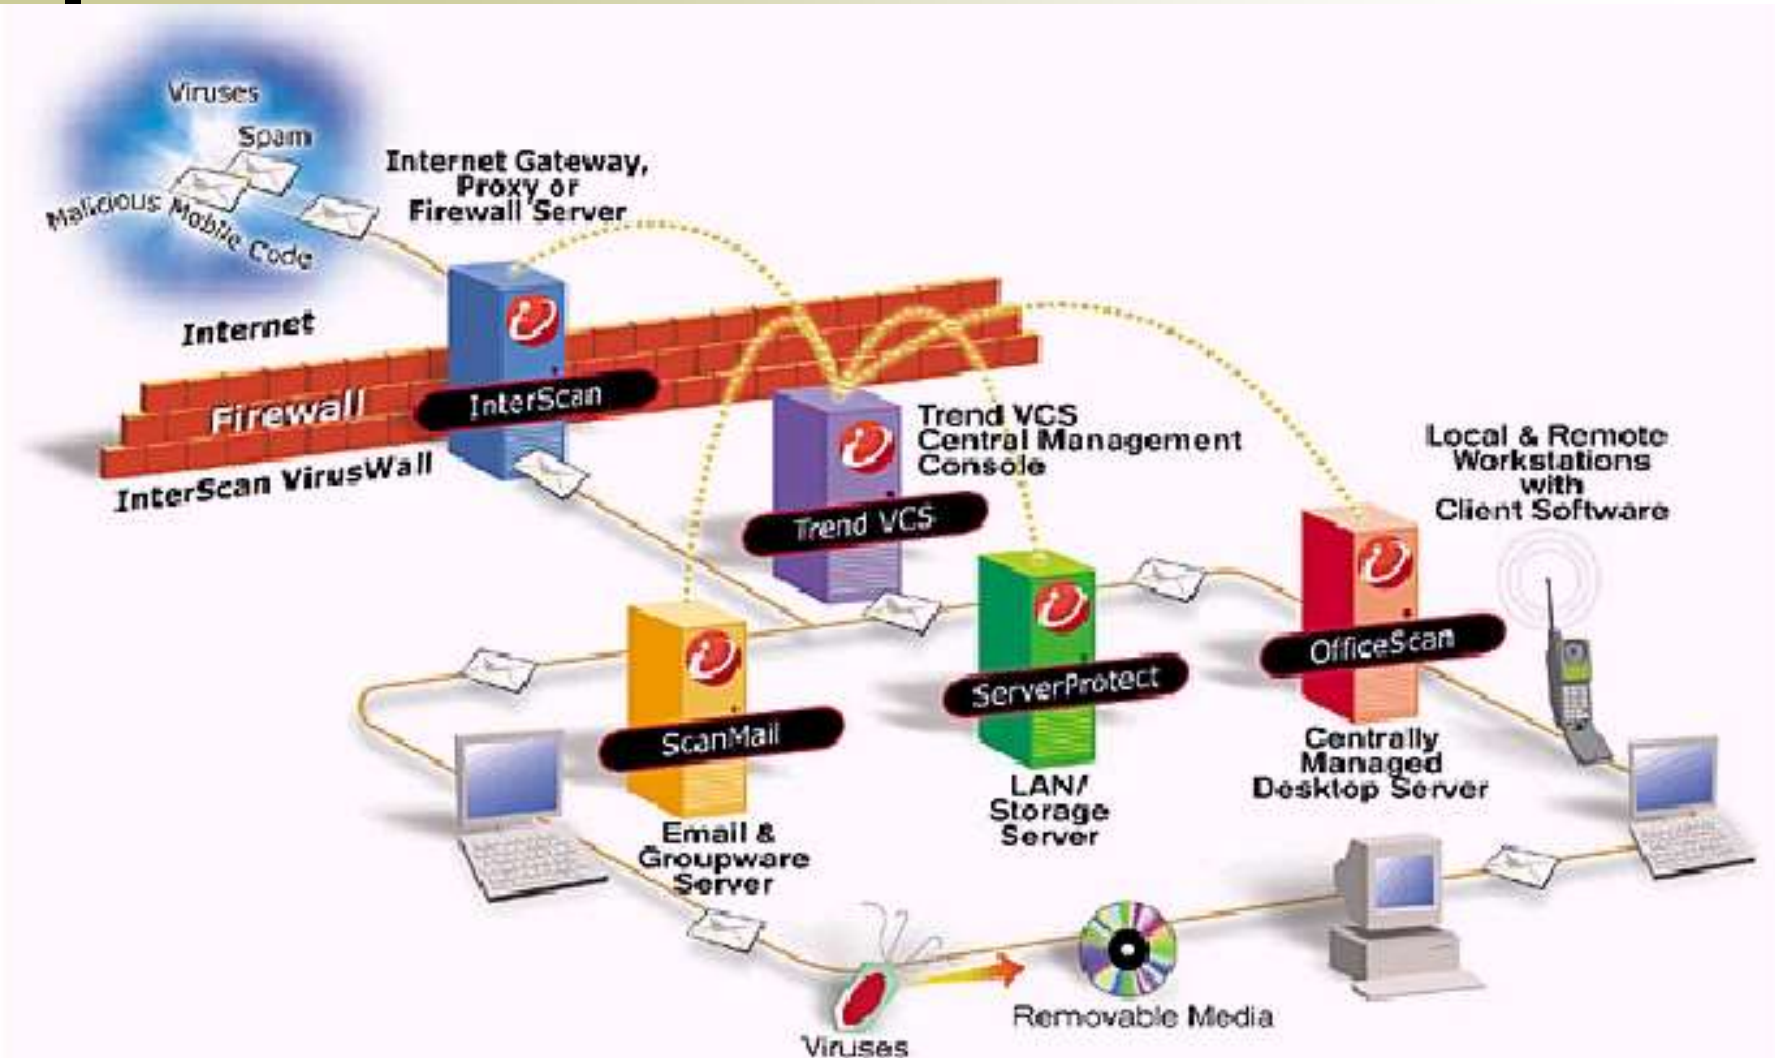 Viruses
Spam
Malicious Mobile Code
Internet
Internet Gateway,
Proxy or
Firewall Server
Firewall
InterScan
InterScan VirusWall
Trend VCS
Central Management
Console
Trend VCS
Local & Remote
Workstations
with
Client Software
OfficeScan
Centrally
Managed
Desktop Server
ServerProtect
LAN/
Storage
Server
ScanMail
Email &
Groupware
Server
Removable Media
Viruses